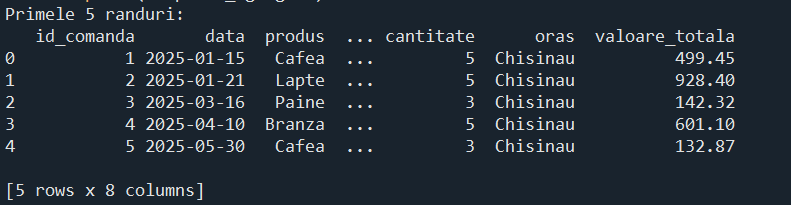 Primele 5 randuri:
id_comanda data produs ... cantitate oras valoare_totala
0 1 2025-01-15 Cafea ... 5 Chisinau 499.45
1 2 2025-01-21 Lapte ... 5 Chisinau 928.40
2 3 2025-03-16 Paine ... 3 Chisinau 142.32
3 4 2025-04-10 Branza ... 5 Chisinau 601.10
4 5 2025-05-30 Cafea ... 3 Chisinau 132.87
[5 rows x 8 columns]